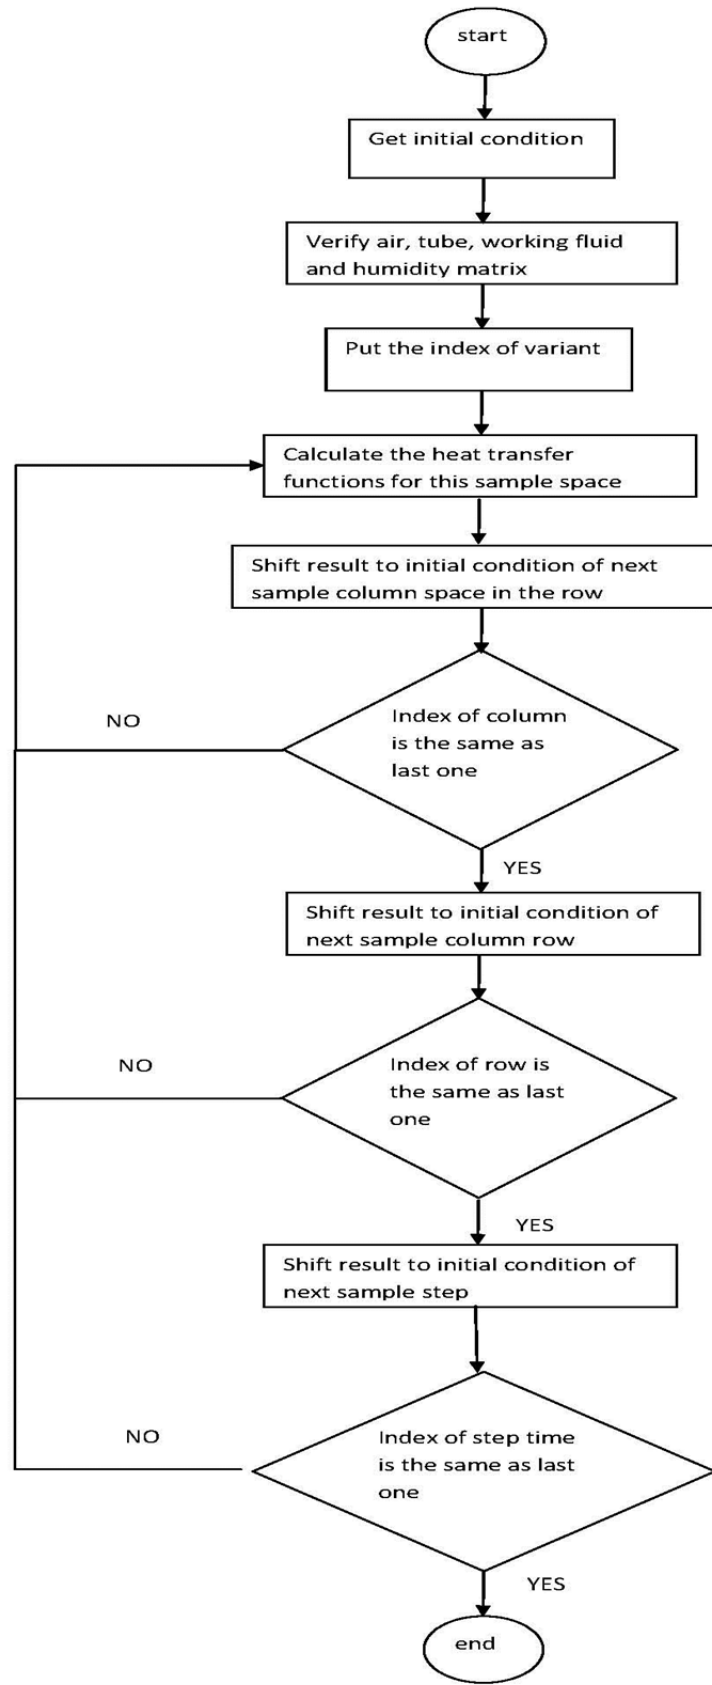 start
Get initial condition
Verify air, tube, working fluid
and humidity matrix
Put the index of variant
Calculate the heat transfer
functions for this sample space
Shift result to initial condition of next
sample column space in the row
Index of column
is the same as
last one
NO
YES
Shift result to initial condition of
next sample column row
Index of row is
the same as last
one
NO
YES
Shift result to initial condition of
next sample step
Index of step time
is the same as last
one
NO
YES
end